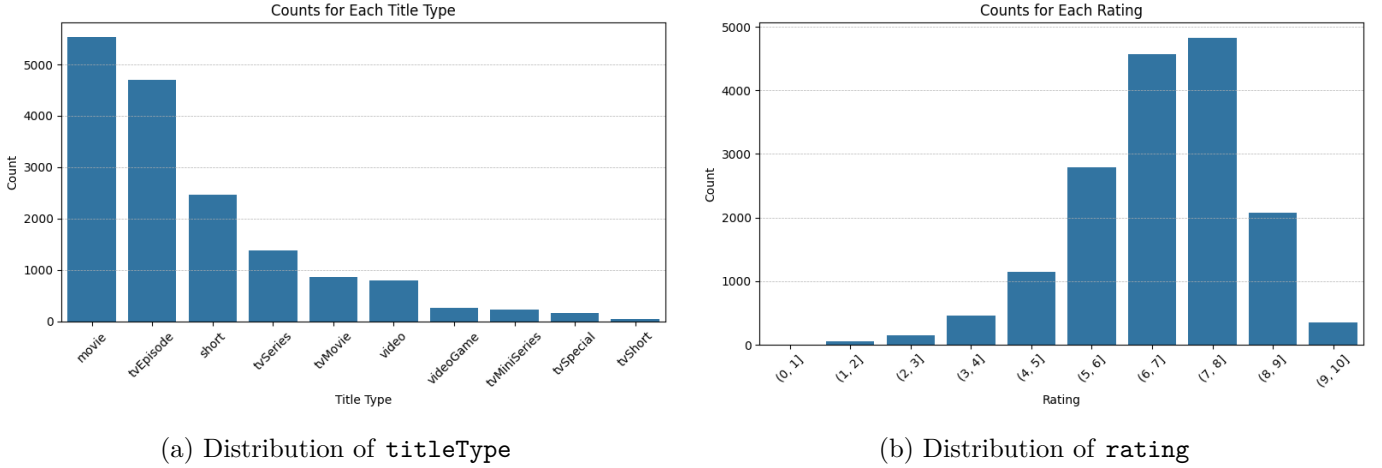 Counts for Each Title Type
5000
4000
3000
2000
1000
0
Count
movie
tvEpisode
short
tvSeries
tvMovie
video
videoGame
tvMiniSeries
tvSpecial
tvShort
Title Type
(a) Distribution of titleType
Counts for Each Rating
5000
4000
3000
2000
1000
0
Count
(0, 1]
(1, 2]
(2, 3]
(3, 4]
(4, 5]
(5, 6]
(6, 7]
(7, 8]
(8, 9]
(9, 10]
Rating
(b) Distribution of rating